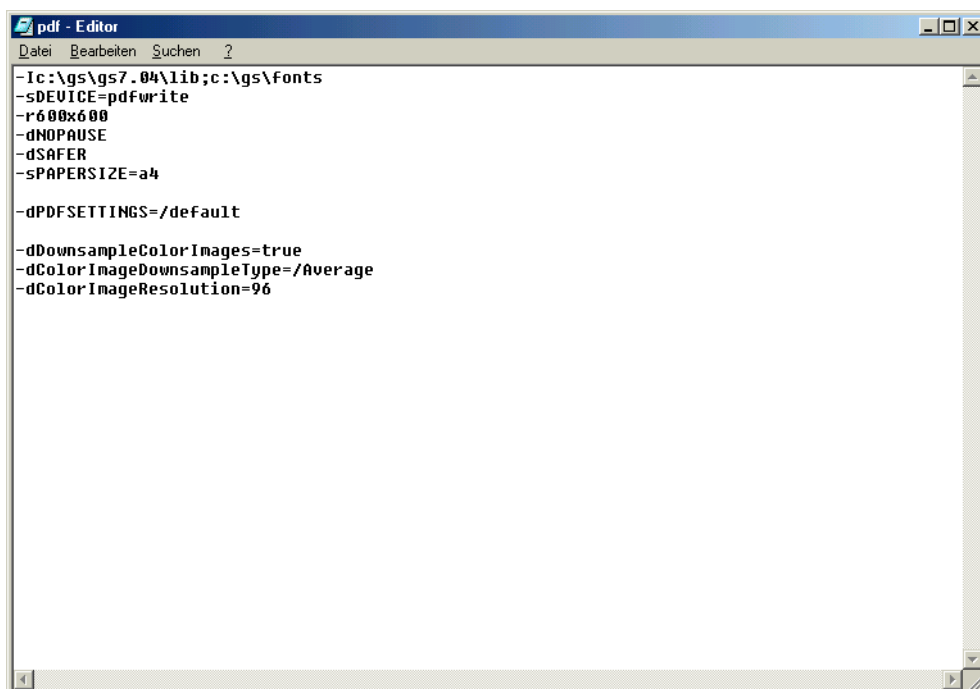 pdf - Editor
Datei Bearbeiten Suchen ?
-Ic:\gs\gs7.04\lib;c:\gs\fonts
-sDEVICE=pdfwrite
-r600x600
-dNOPAUSE
-dSAFER
-sPAPERSIZE=a4
-dPDFSETTINGS=/default
-dDownsampleColorImages=true
-dColorImageDownsampleType=/Average
-dColorImageResolution=96